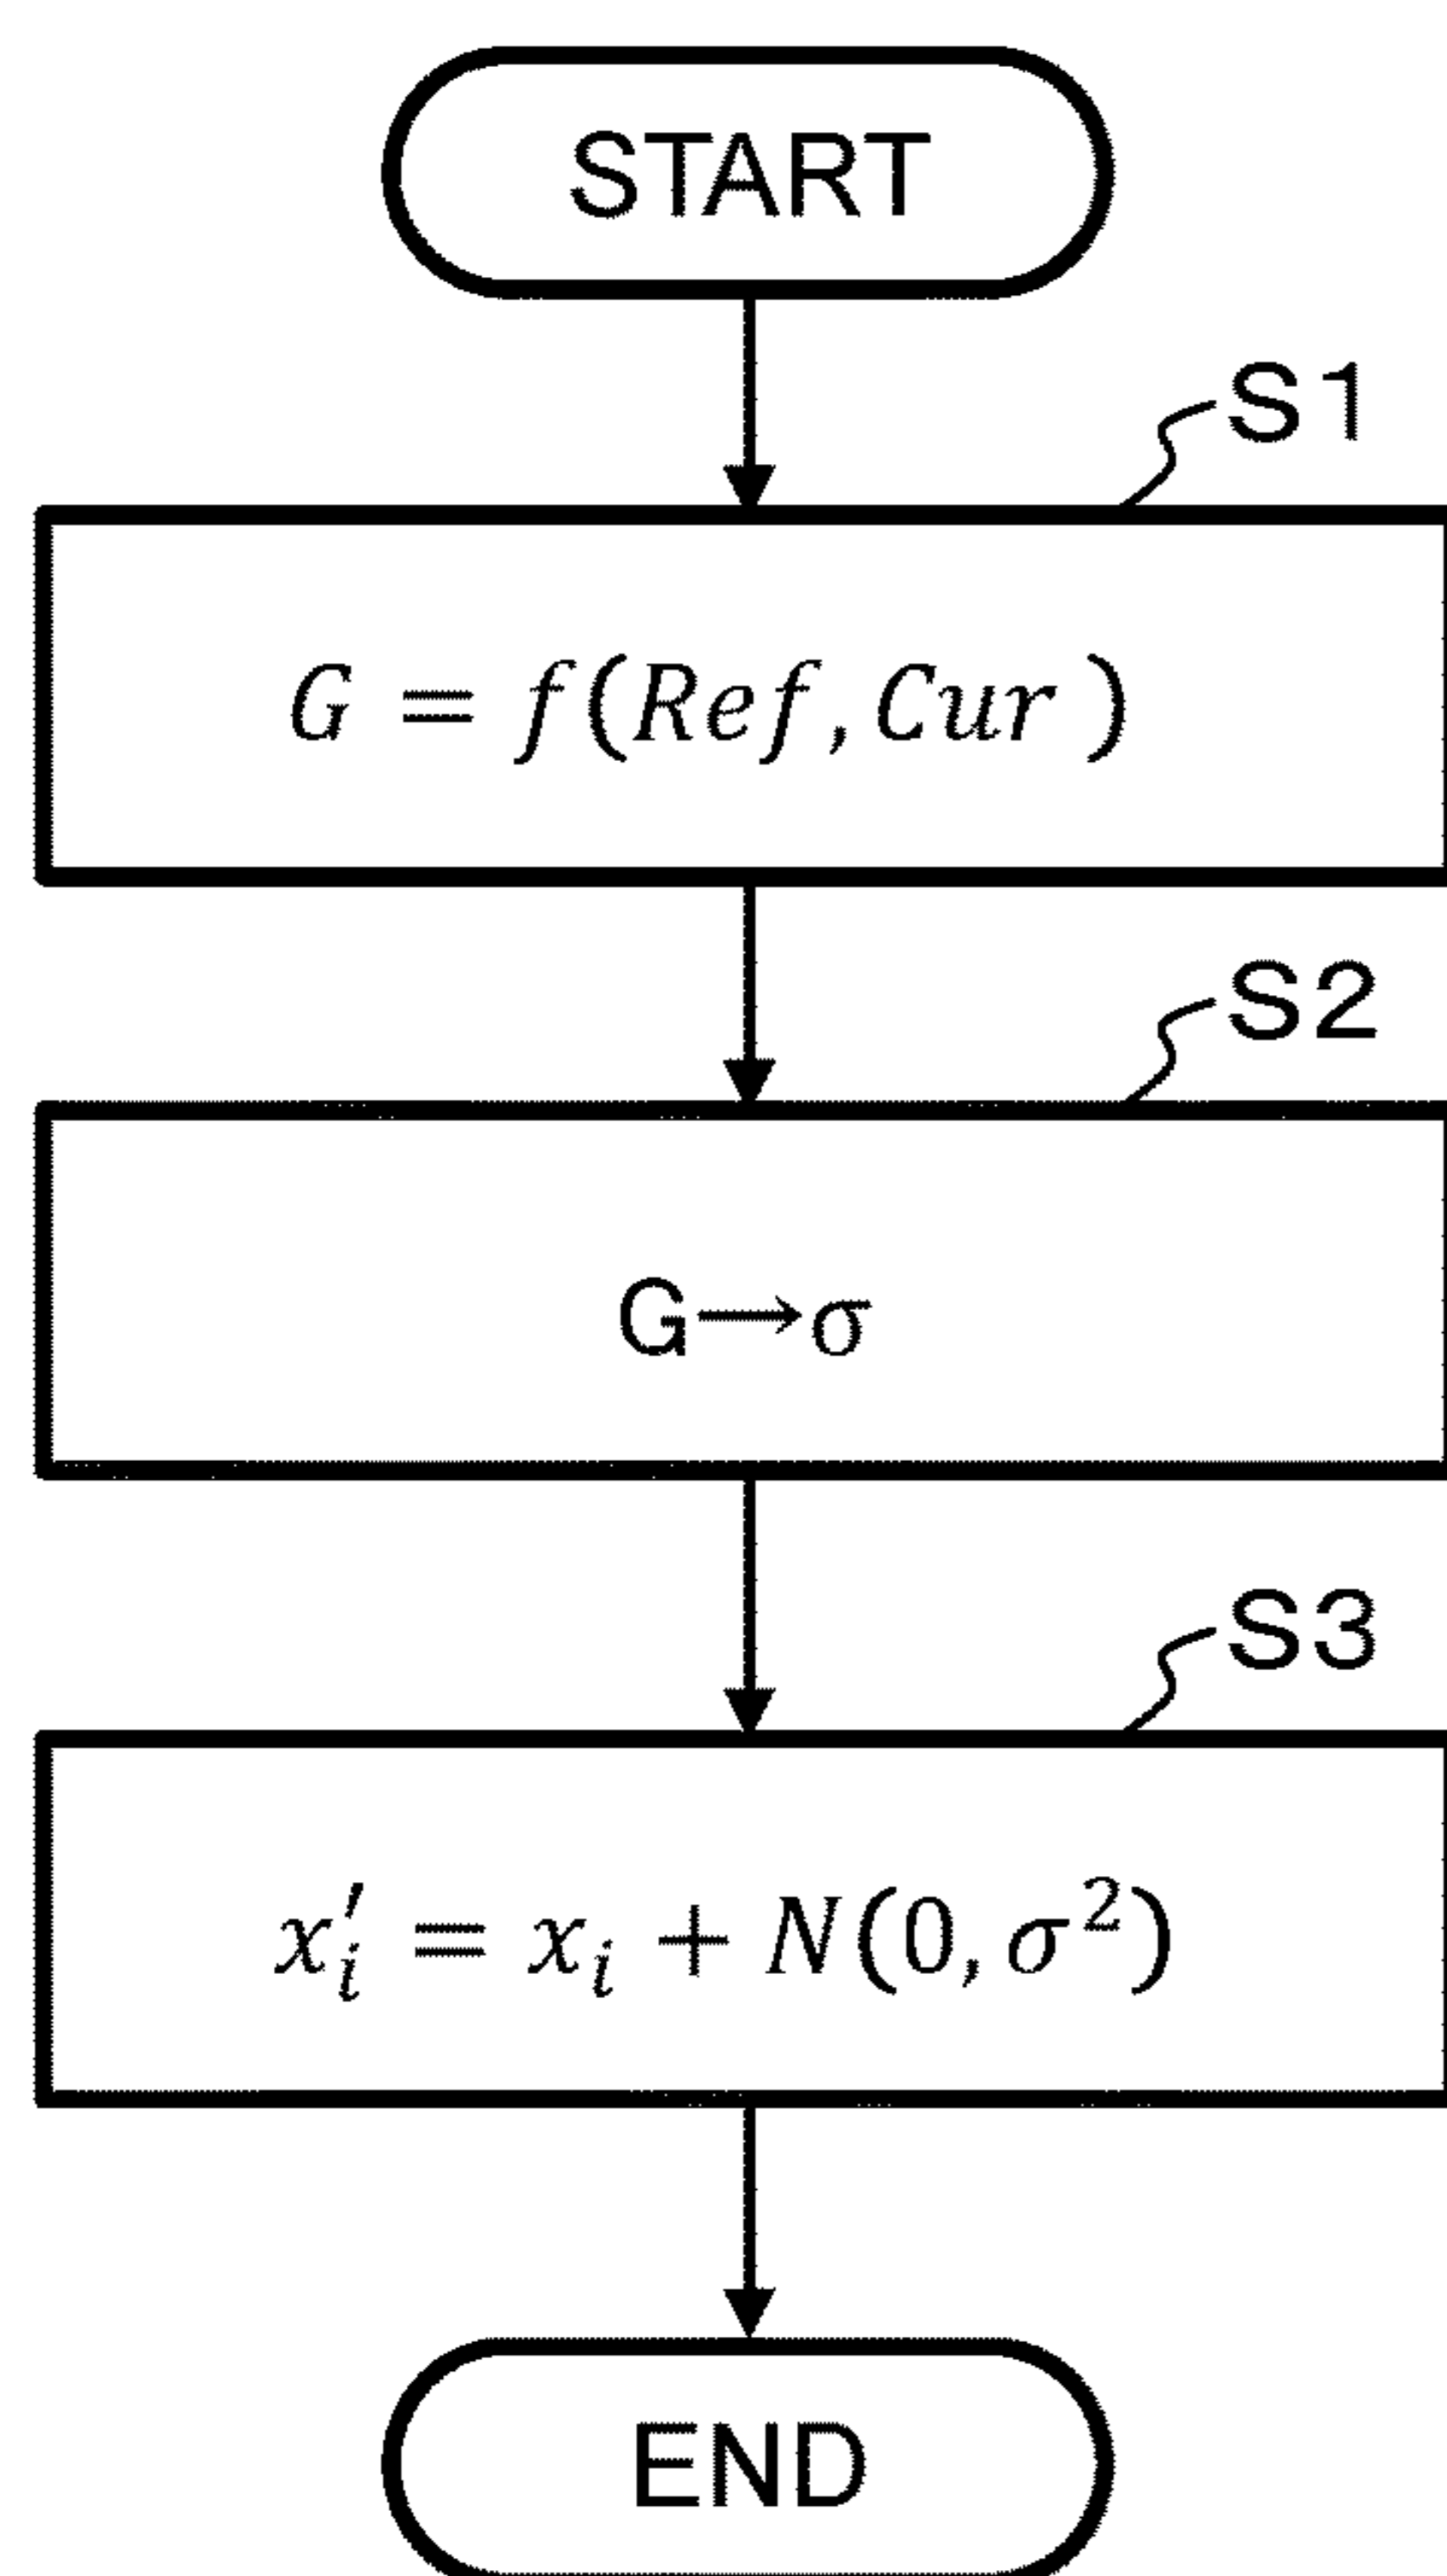 START
S1
G = f(Ref, Cur)
S2
G→σ
S3
x′ᵢ = xᵢ + N(0, σ²)
END